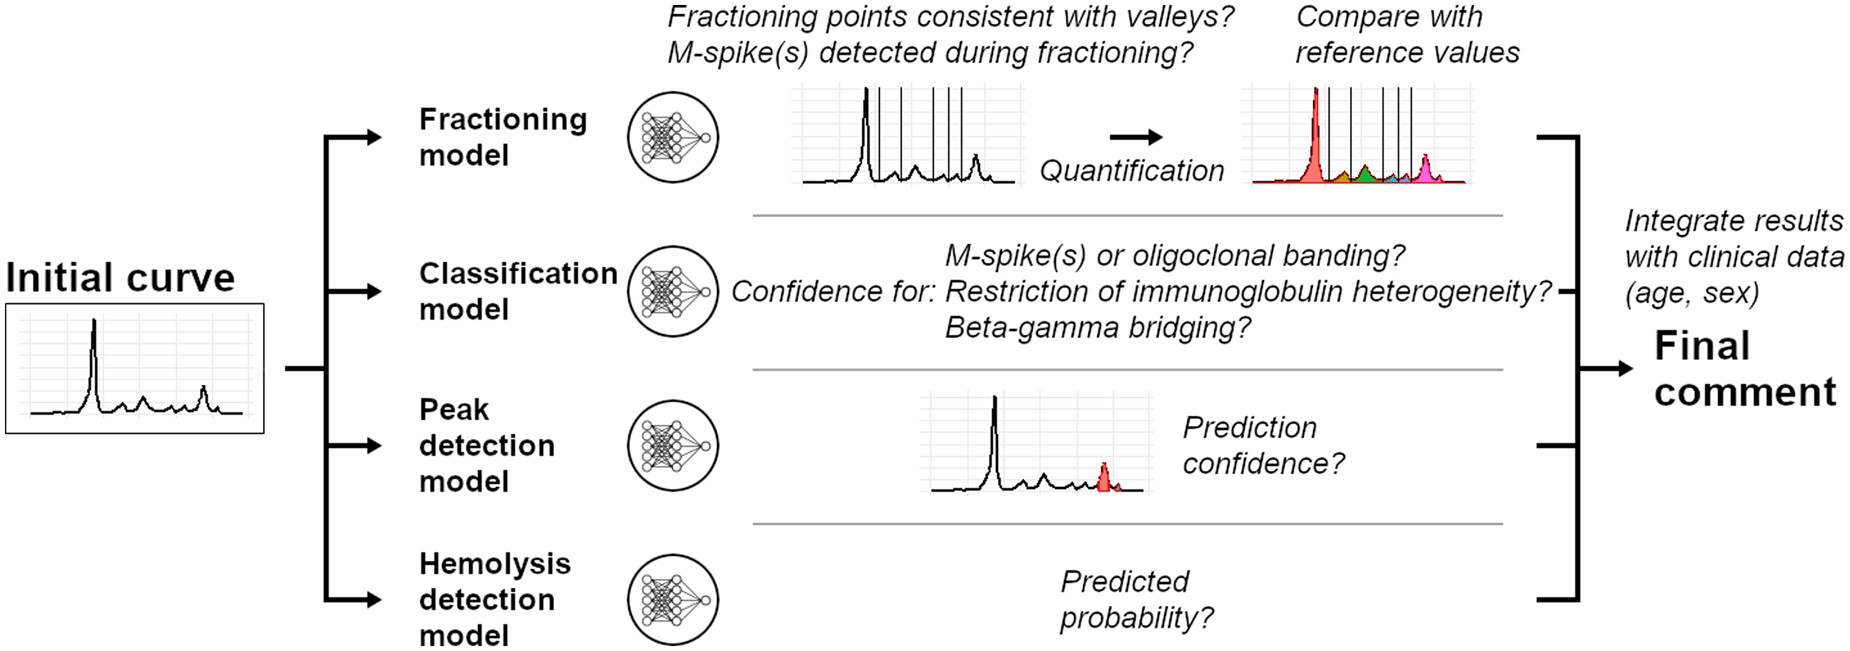 Initial curve
Fractioning
model
Fractioning points consistent with valleys?
M-spike(s) detected during fractioning?
Quantification
Compare with
reference values
Classification
model
Confidence for:
M-spike(s) or oligoclonal banding?
Restriction of immunoglobulin heterogeneity?
Beta-gamma bridging?
Peak
detection
model
Prediction
confidence?
Hemolysis
detection
model
Predicted
probability?
Integrate results
with clinical data
(age, sex)
Final
comment